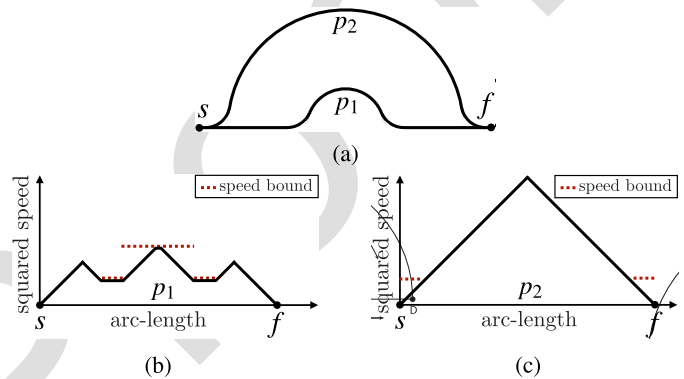 p2
s
p1
f
(a)
squared speed
speed bound
p1
s
arc-length
f
(b)
squared speed
speed bound
p2
s
D
arc-length
f
(c)